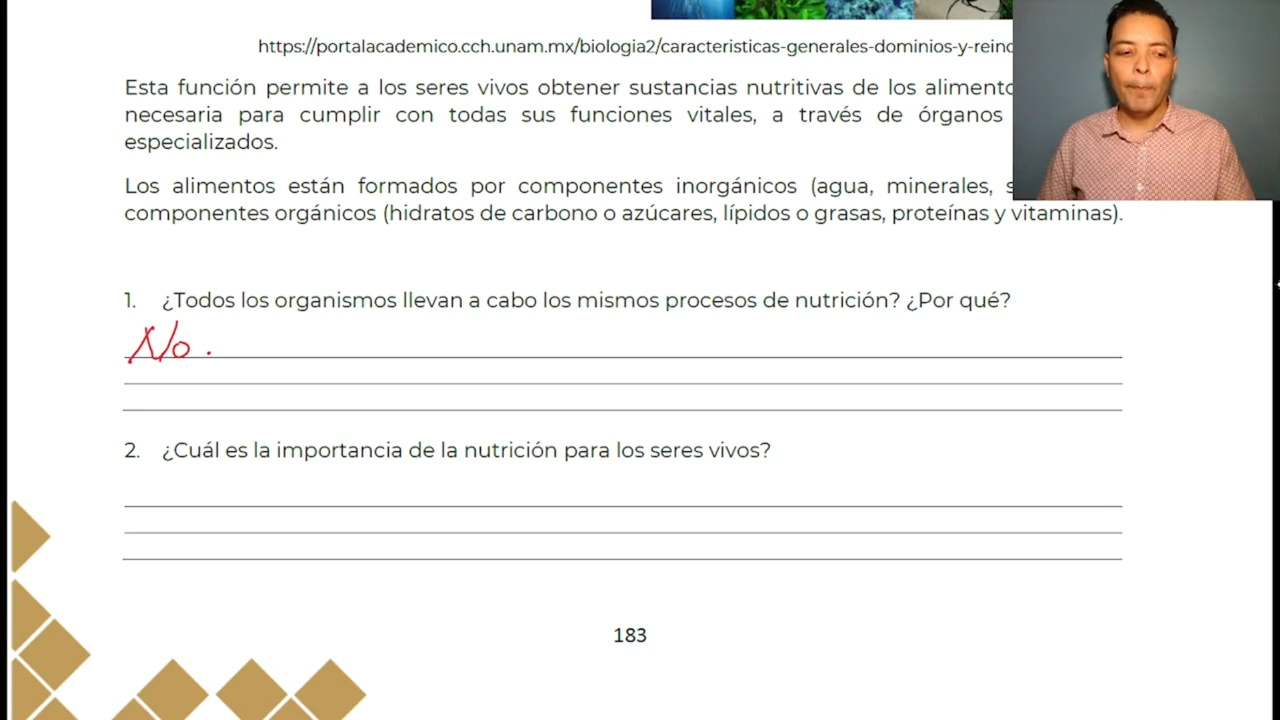 https://portalacademico.cch.unam.mx/biologia2/caracteristicas-generales-dominios-y-rein
Esta función permite a los seres vivos obtener sustancias nutritivas de los
necesaria para cumplir con todas sus funciones vitales, a través de órganos
especializados.
Los alimentos están formados por componentes inorgánicos (agua, minerales,
componentes orgánicos (hidratos de carbono o azúcares, lípidos o grasas, proteínas y vitaminas).
1. ¿Todos los organismos llevan a cabo los mismos procesos de nutrición? ¿Por qué?
No.
2. ¿Cuál es la importancia de la nutrición para los seres vivos?
183